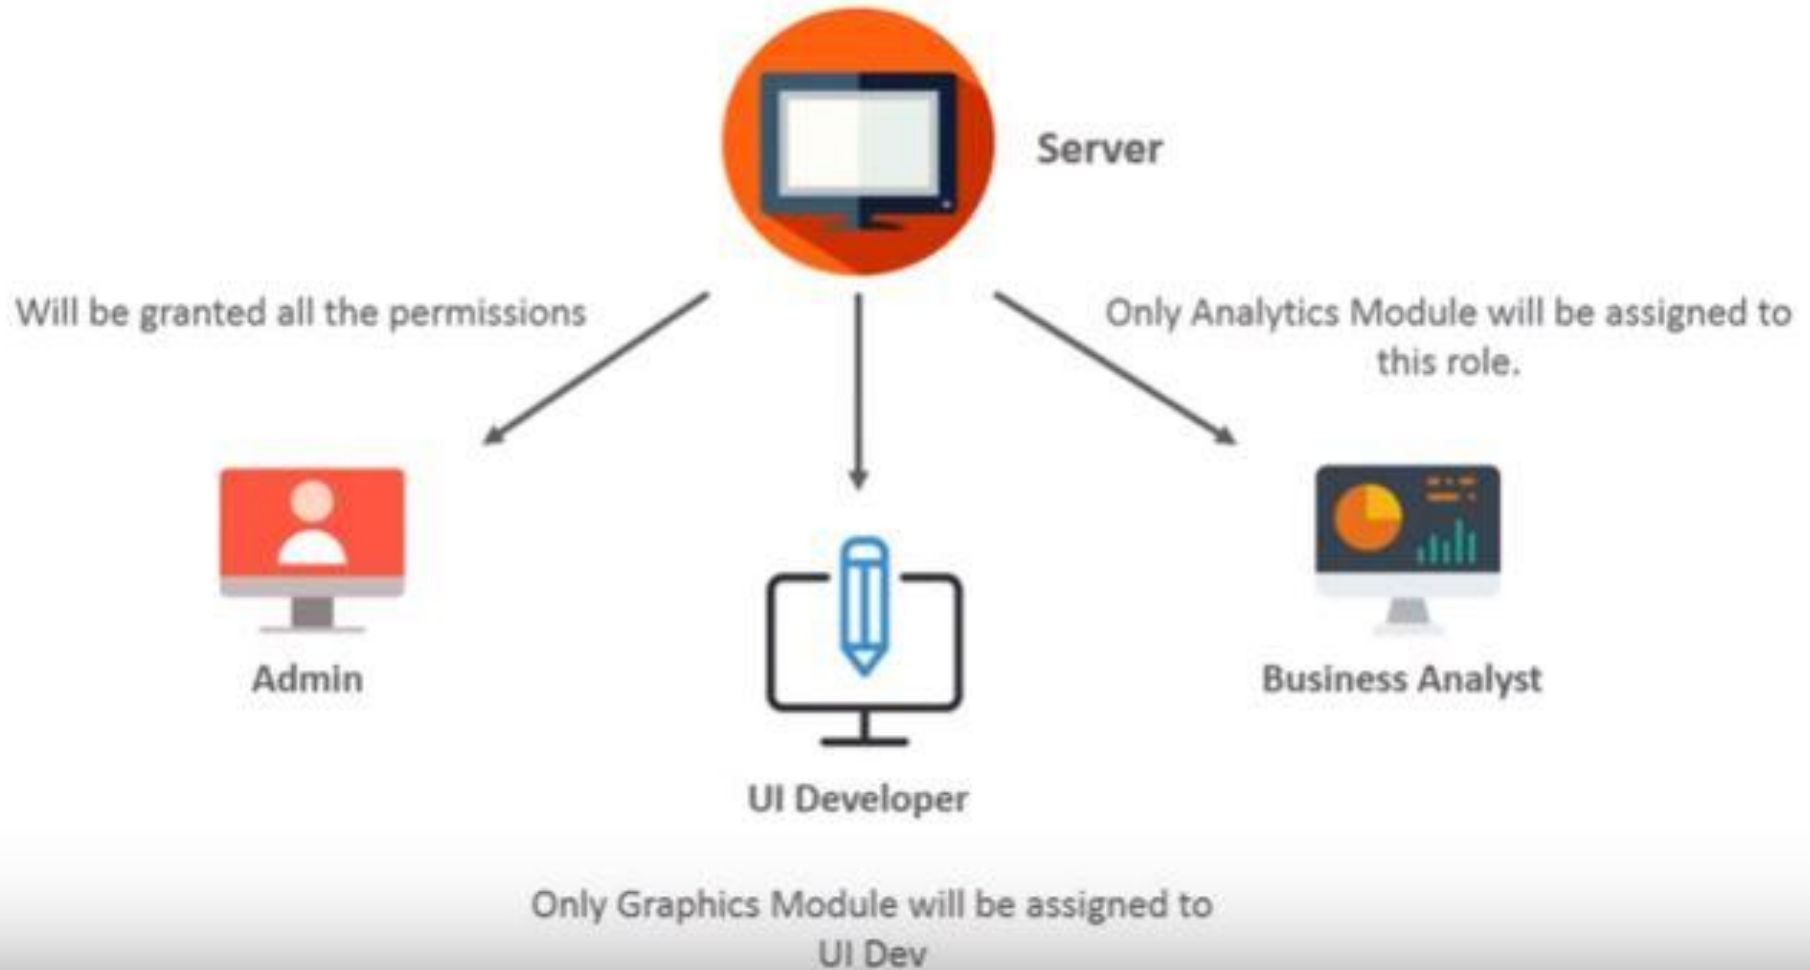 Server
Will be granted all the permissions
Only Analytics Module will be assigned to
this role.
Admin
Business Analyst
UI Developer
Only Graphics Module will be assigned to
UI Dev